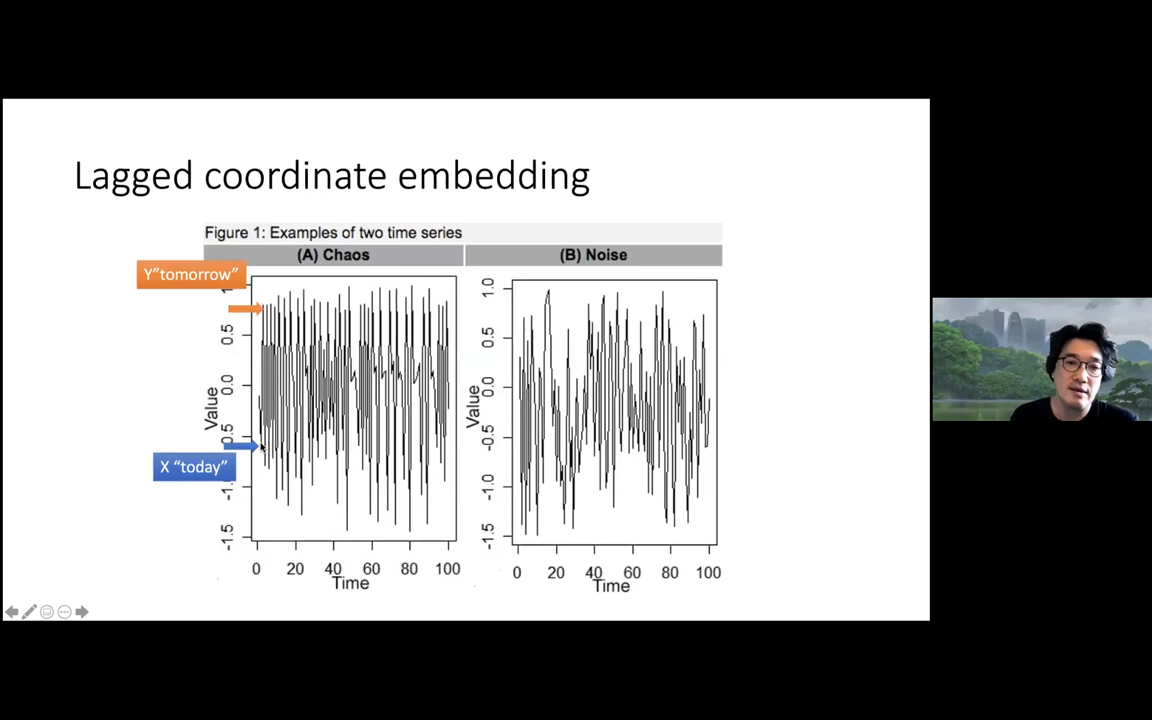 Lagged coordinate embedding
Figure 1: Examples of two time series
(A) Chaos
(B) Noise
Y"tomorrow"
X "today"
Value
0.5
0.0
-1.5
0 20 40 60 80 100
Time
Value
1.0
0.5
0.0
-0.5
-1.0
-1.5
0 20 40 60 80 100
Time